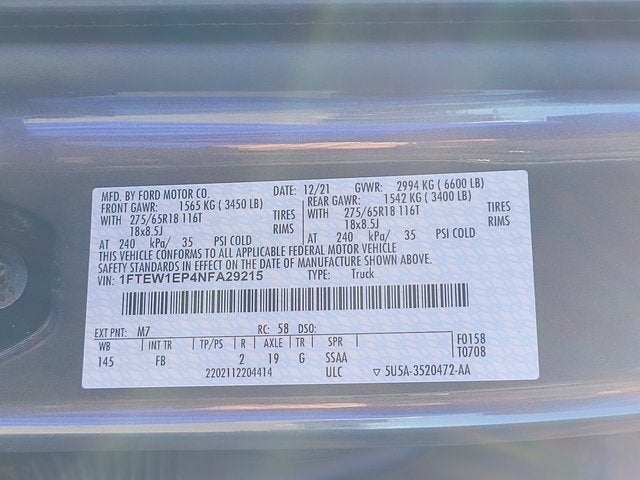 MFD. BY FORD MOTOR CO. DATE: 12/21 GVWR: 2994 KG ( 6600 LB)
FRONT GAWR: 1565 KG ( 3450 LB) REAR GAWR: 1542 KG ( 3400 LB)
WITH 275/65R18 116T TIRES WITH 275/65R18 116T TIRES
18x8.5J RIMS 18x8.5J RIMS
AT 240 kPa/ 35 PSI COLD AT 240 kPa/ 35 PSI COLD
THIS VEHICLE CONFORMS TO ALL APPLICABLE FEDERAL MOTOR VEHICLE
SAFETY STANDARDS IN EFFECT ON THE DATE OF MANUFACTURE SHOWN ABOVE.
VIN: 1FTEW1EP4NFA29215 TYPE: Truck
EXT PNT: M7 RC: 58 DSO:
WB INT TR TP/PS R AXLE TR SPR F0158
145 FB 2 19 G SSAA T0708
2202112204414 ULC ▽ 5U5A-3520472-AA